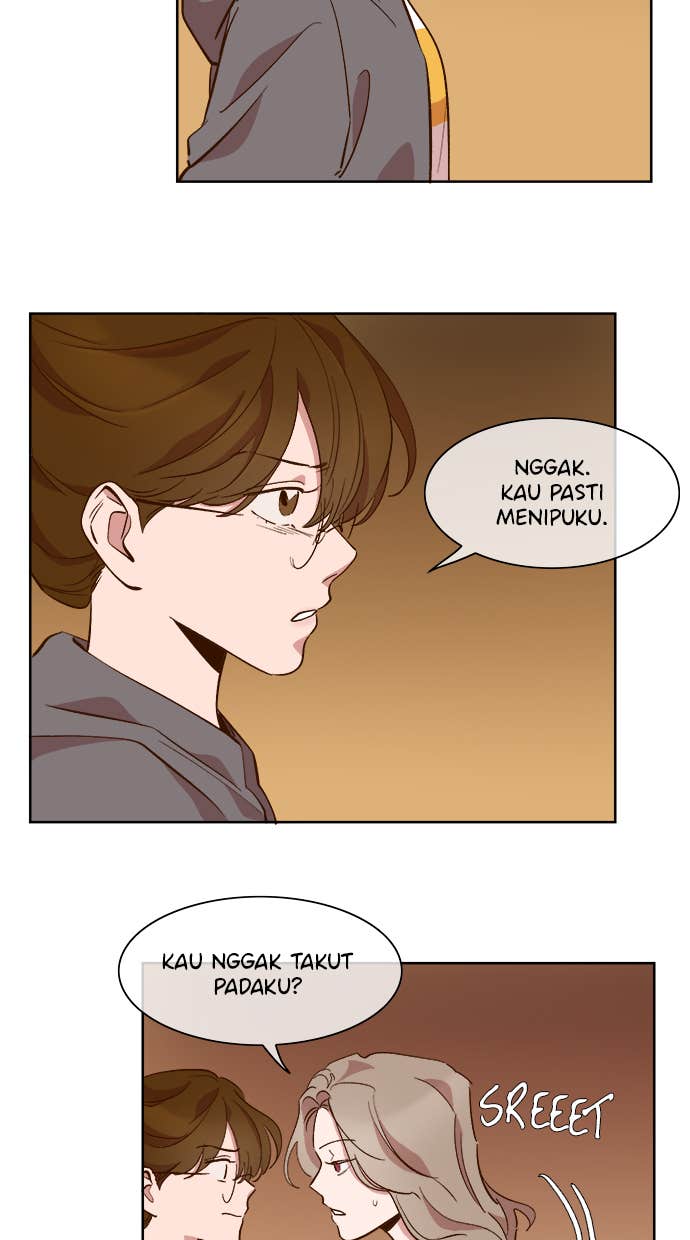 NGGAK.
KAU PASTI
MENIPUKU.
KAU NGGAK TAKUT
PADAKU?
SREEET